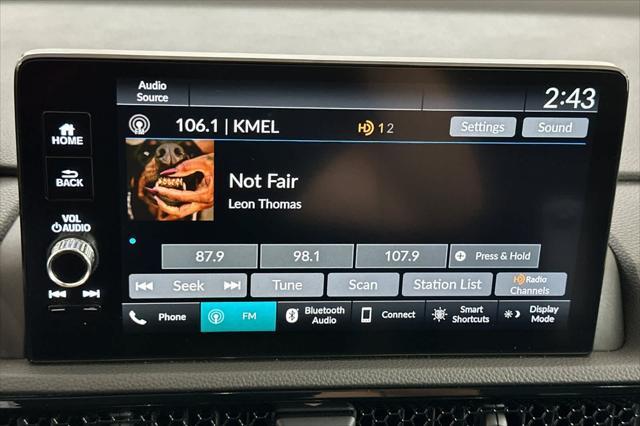 Audio
Source
2:43
106.1 | KMEL
HD 1 2
Settings
Sound
HOME
BACK
VOL
AUDIO
Not Fair
Leon Thomas
87.9
98.1
107.9
Press & Hold
Seek
Tune
Scan
Station List
HD Radio
Channels
Phone
FM
Bluetooth
Audio
Connect
Smart
Shortcuts
Display
Mode